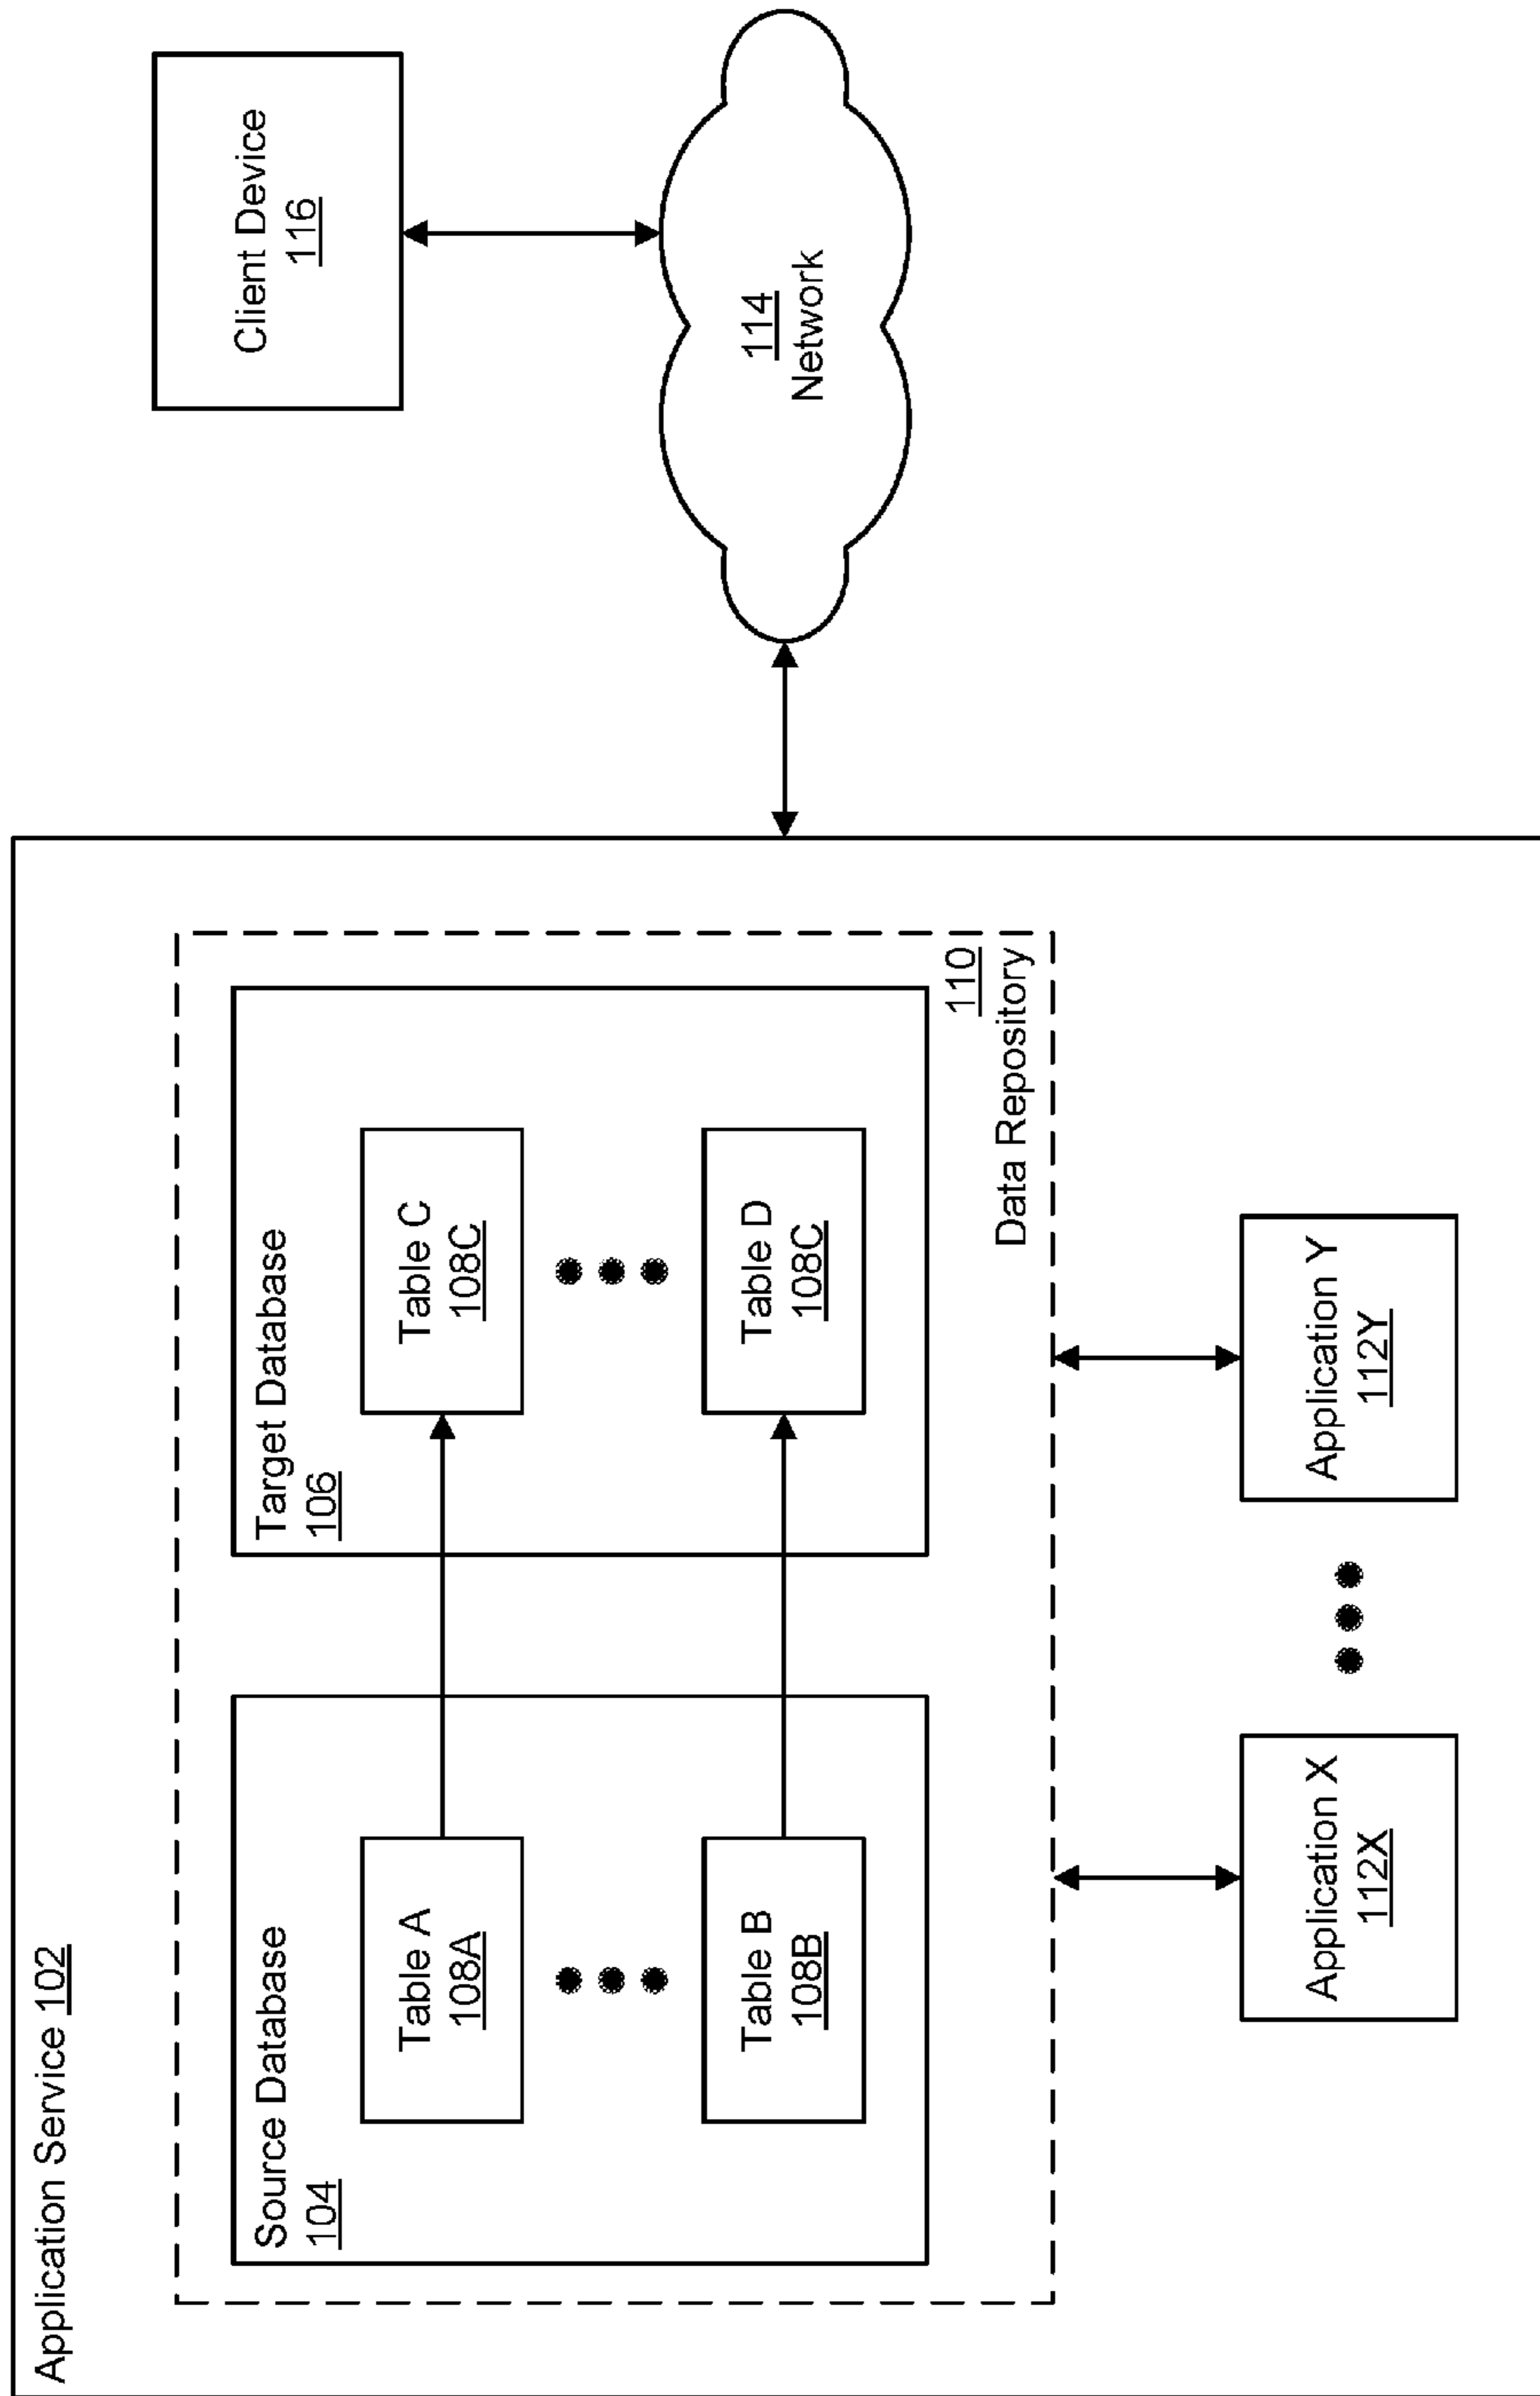 Application Service 102
Source Database
104
Table A
108A
Table B
108B
Target Database
106
Table C
108C
Table D
108C
110
Data Repository
Application X
112X
Application Y
112Y
114
Network
Client Device
116